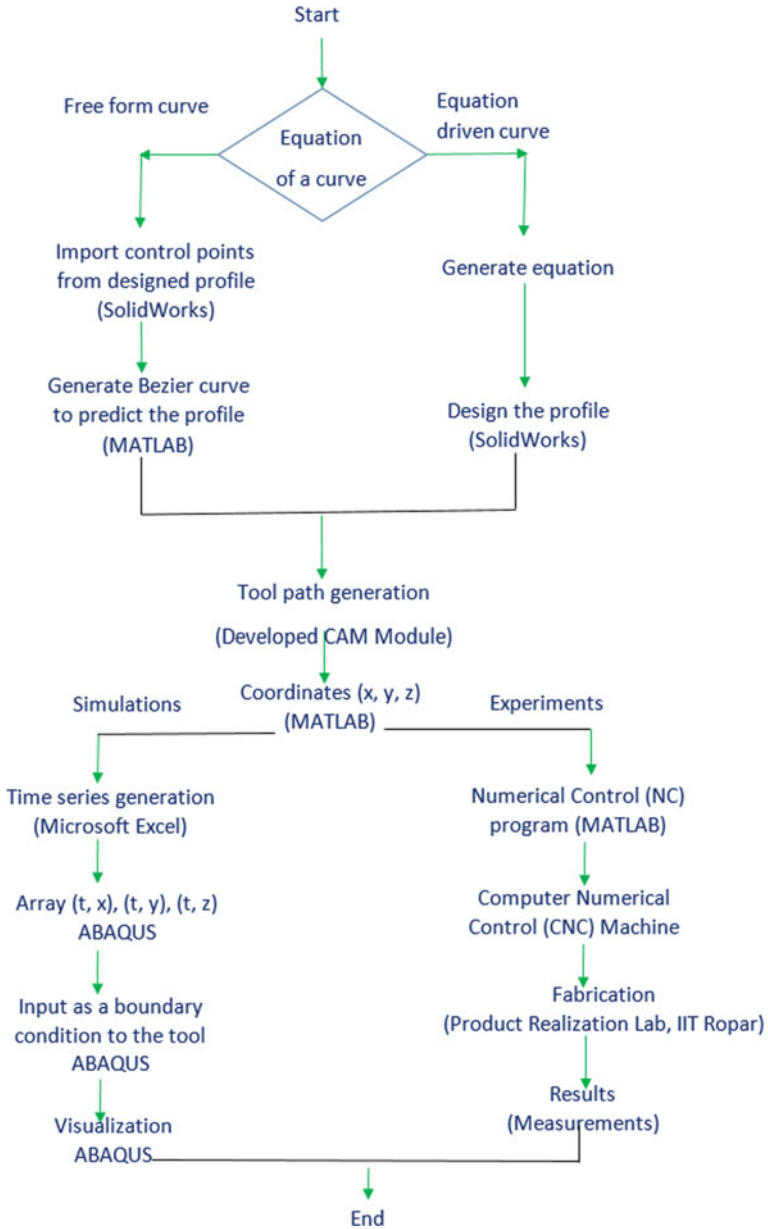 Start
Free form curve
Equation
driven curve
Equation
of a curve
Import control points
from designed profile
(SolidWorks)
Generate equation
Generate Bezier curve
to predict the profile
(MATLAB)
Design the profile
(SolidWorks)
Tool path generation
(Developed CAM Module)
Coordinates (x, y, z)
(MATLAB)
Simulations
Experiments
Time series generation
(Microsoft Excel)
Array (t, x), (t, y), (t, z)
ABAQUS
Input as a boundary
condition to the tool
ABAQUS
Visualization
ABAQUS
Numerical Control (NC)
program (MATLAB)
Computer Numerical
Control (CNC) Machine
Fabrication
(Product Realization Lab, IIT Ropar)
Results
(Measurements)
End